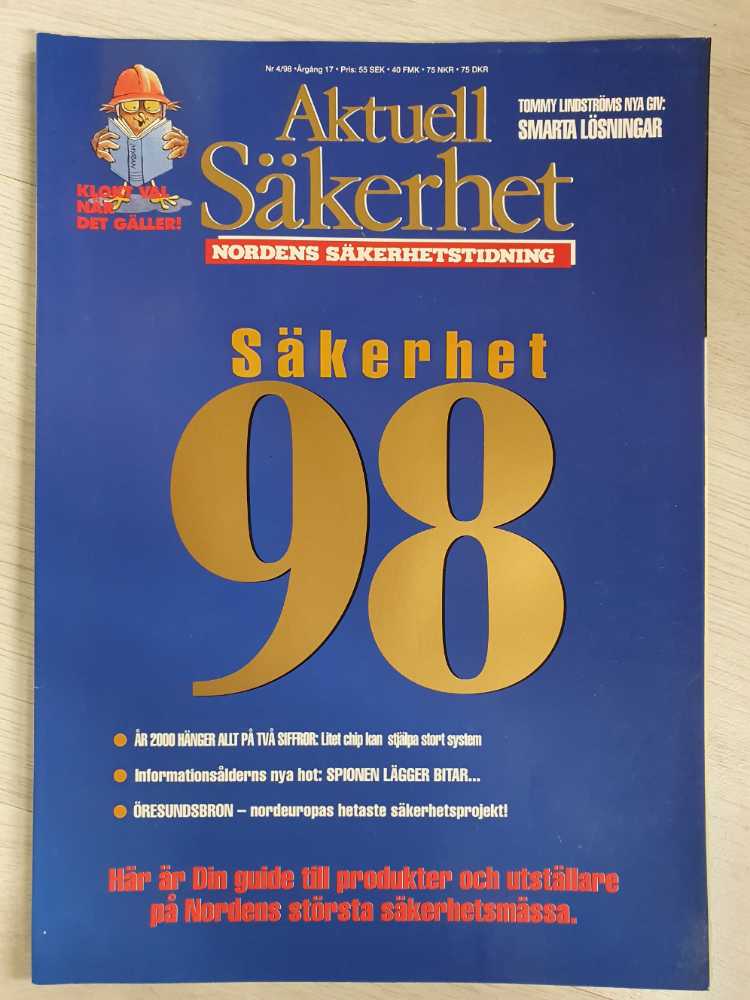 Nr 4/98 • Årgång 17 • Pris: 55 SEK • 40 FMK • 75 NKR • 75 DKR
Aktuell
Säkerhet
NORDENS SÄKERHETSTIDNING
TOMMY LINDSTRÖMS NYA GIV:
SMARTA LÖSNINGAR
KLOKT VAL
NÄR
DET GÄLLER!
Säkerhet
98
ÅR 2000 HÄNGER ALLT PÅ TVÅ SIFFROR: Litet chip kan stjälpa stort system
Informationsålderns nya hot: SPIONEN LÄGGER BITAR...
ÖRESUNDSBRON – nordeuropas hetaste säkerhetsprojekt!
Här är Din guide till produkter och utställare
på Nordens största säkerhetsmässa.